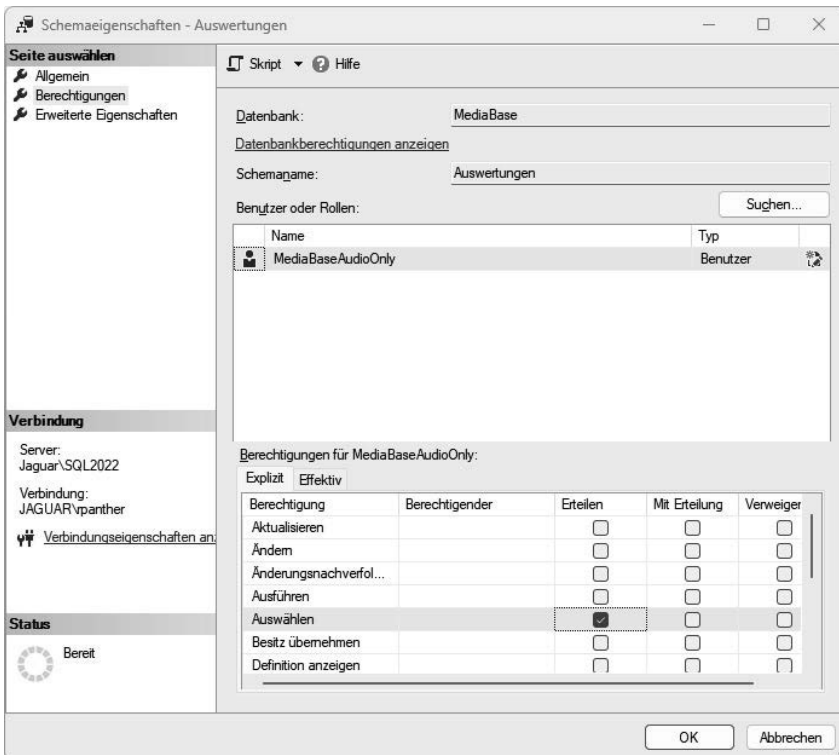 Schemaeigenschaften - Auswertungen
Seite auswählen
Allgemein
Berechtigungen
Erweiterte Eigenschaften
Skript
Hilfe
Datenbank: MediaBase
Datenbankberechtigungen anzeigen
Schemaname: Auswertungen
Benutzer oder Rollen: Suchen...
Name Typ
MediaBaseAudioOnly Benutzer
Verbindung
Server:
Jaguar\SQL2022
Verbindung:
JAGUAR\rpanther
Verbindungseigenschaften an
Status
Bereit
Berechtigungen für MediaBaseAudioOnly:
Explizit Effektiv
Berechtigung Berechtigender Erteilen Mit Erteilung Verweiger
Aktualisieren
Ändern
Änderungsnachverfol...
Ausführen
Auswählen
Besitz übernehmen
Definition anzeigen
OK Abbrechen